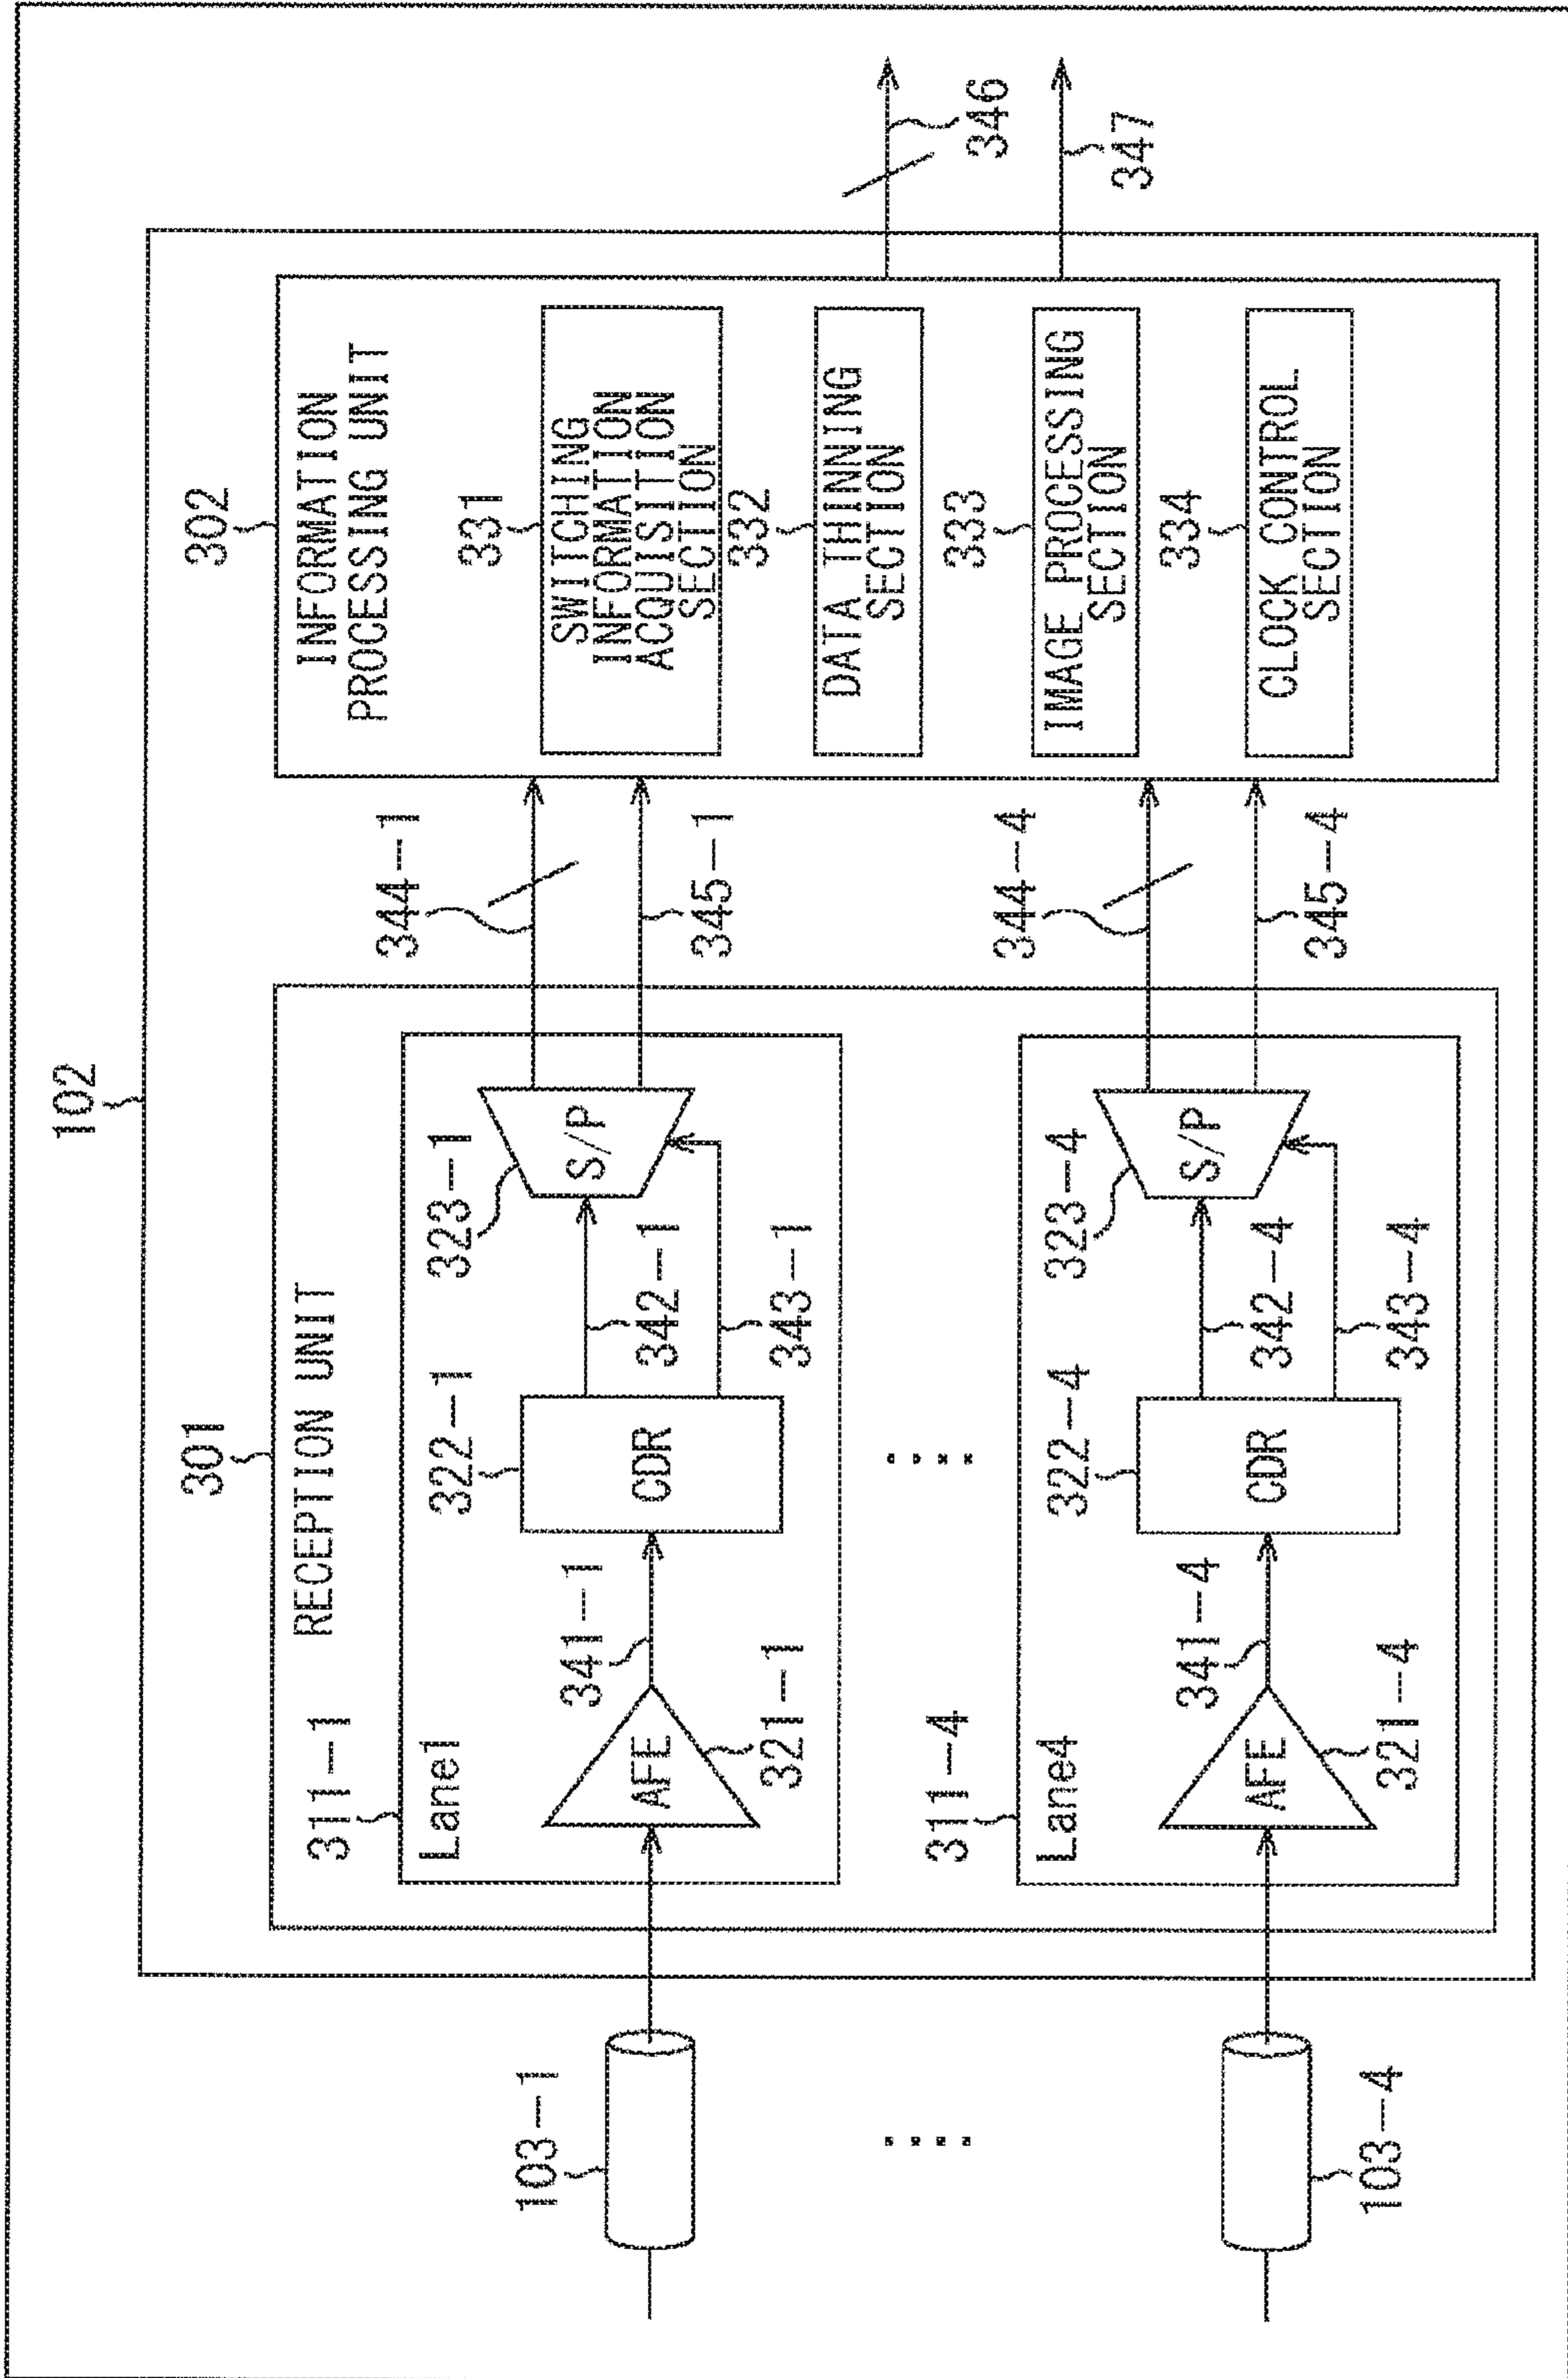 102
301
302
RECEPTION UNIT
INFORMATION
PROCESSING UNIT
311-1
Lane1
103-1
AFE
321-1
341-1
322-1
CDR
342-1
343-1
323-1
S/P
344-1
345-1
331
SWITCHING
INFORMATION
ACQUISITION
SECTION
332
DATA THINNING
SECTION
333
IMAGE PROCESSING
SECTION
334
CLOCK CONTROL
SECTION
346
347
....
....
311-4
Lane4
103-4
AFE
321-4
341-4
322-4
CDR
342-4
343-4
323-4
S/P
344-4
345-4